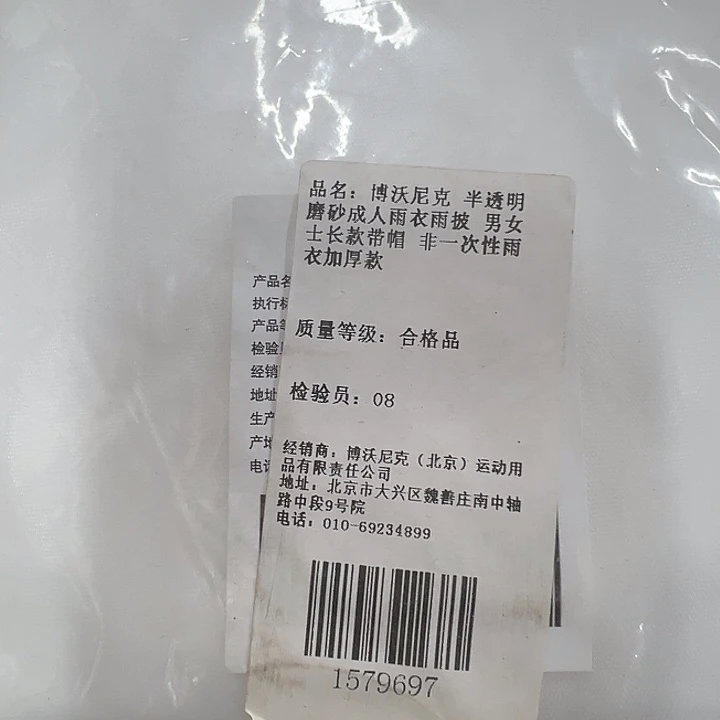 品名：博沃尼克 半透明
磨砂成人雨衣雨披 男女
士长款带帽 非一次性雨
衣加厚款
质量等级：合格品
检验员：08
经销商：博沃尼克（北京）运动用
品有限责任公司
地址：北京市大兴区魏善庄南中轴
路中段9号院
电话：010-69234899
1579697
产品名
执行标
产品等
检验员
经销
地址
生产
产地
电话